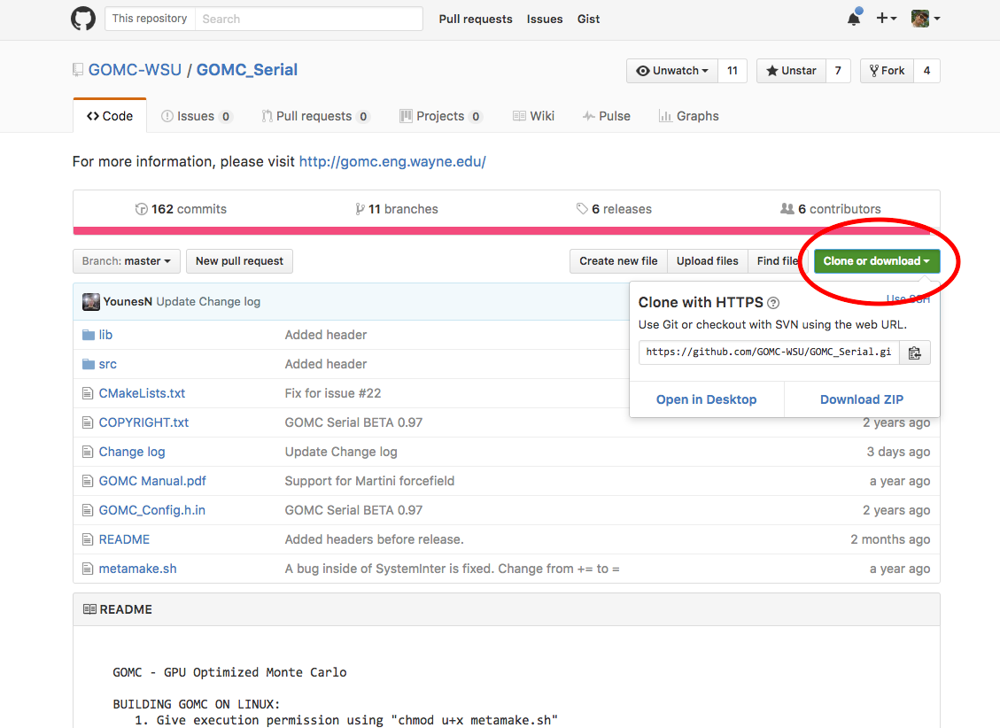 This repository Search Pull requests Issues Gist
GOMC-WSU / GOMC_Serial Unwatch 11 Unstar 7 Fork 4
Code Issues 0 Pull requests 0 Projects 0 Wiki Pulse Graphs
For more information, please visit http://gomc.eng.wayne.edu/
162 commits 11 branches 6 releases 6 contributors
Branch: master New pull request Create new file Upload files Find file Clone or download
YounesN Update Change log
Clone with HTTPS ? Use SSH
Use Git or checkout with SVN using the web URL.
https://github.com/GOMC-WSU/GOMC_Serial.gi
Open in Desktop Download ZIP
lib Added header
src Added header
CMakeLists.txt Fix for issue #22
COPYRIGHT.txt GOMC Serial BETA 0.97 2 years ago
Change log Update Change log 3 days ago
GOMC Manual.pdf Support for Martini forcefield a year ago
GOMC_Config.h.in GOMC Serial BETA 0.97 2 years ago
README Added headers before release. 2 months ago
metamake.sh A bug inside of SystemInter is fixed. Change from += to = a year ago
README
GOMC - GPU Optimized Monte Carlo
BUILDING GOMC ON LINUX:
1. Give execution permission using "chmod u+x metamake.sh"